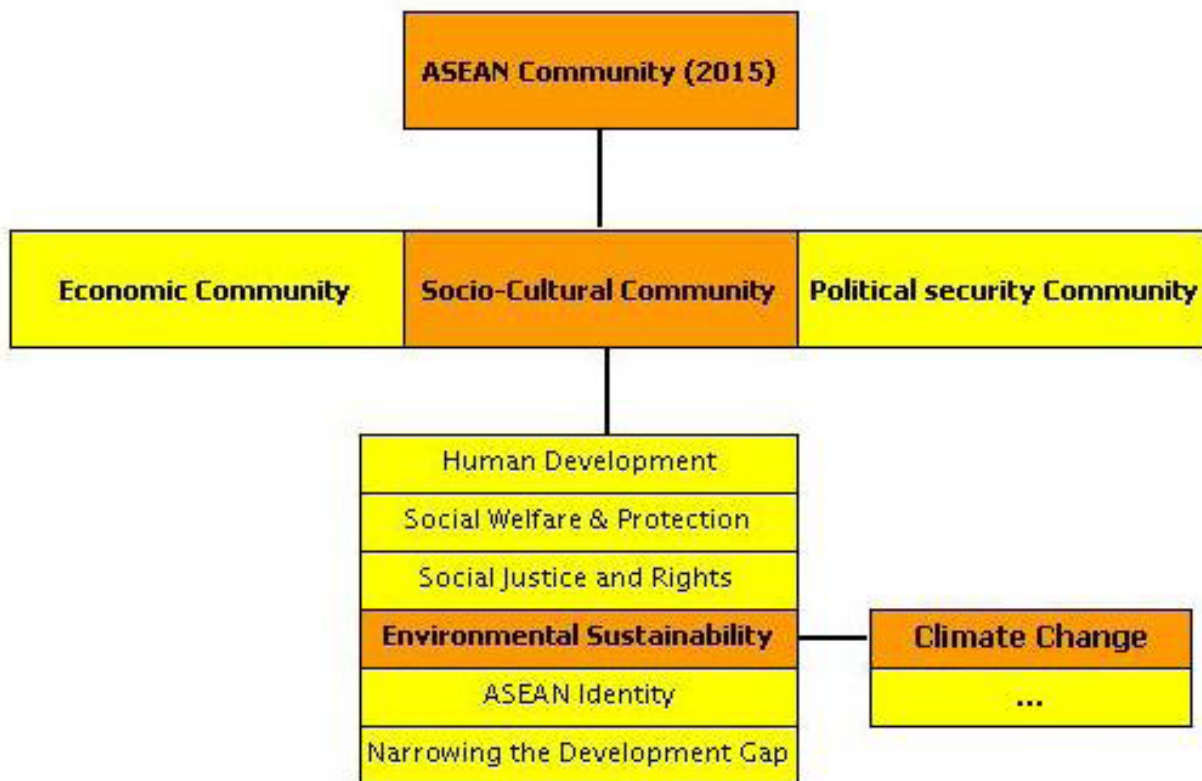 ASEAN Community (2015)
Economic Community
Socio-Cultural Community
Political security Community
Human Development
Social Welfare & Protection
Social Justice and Rights
Environmental Sustainability
Climate Change
ASEAN Identity
...
Narrowing the Development Gap